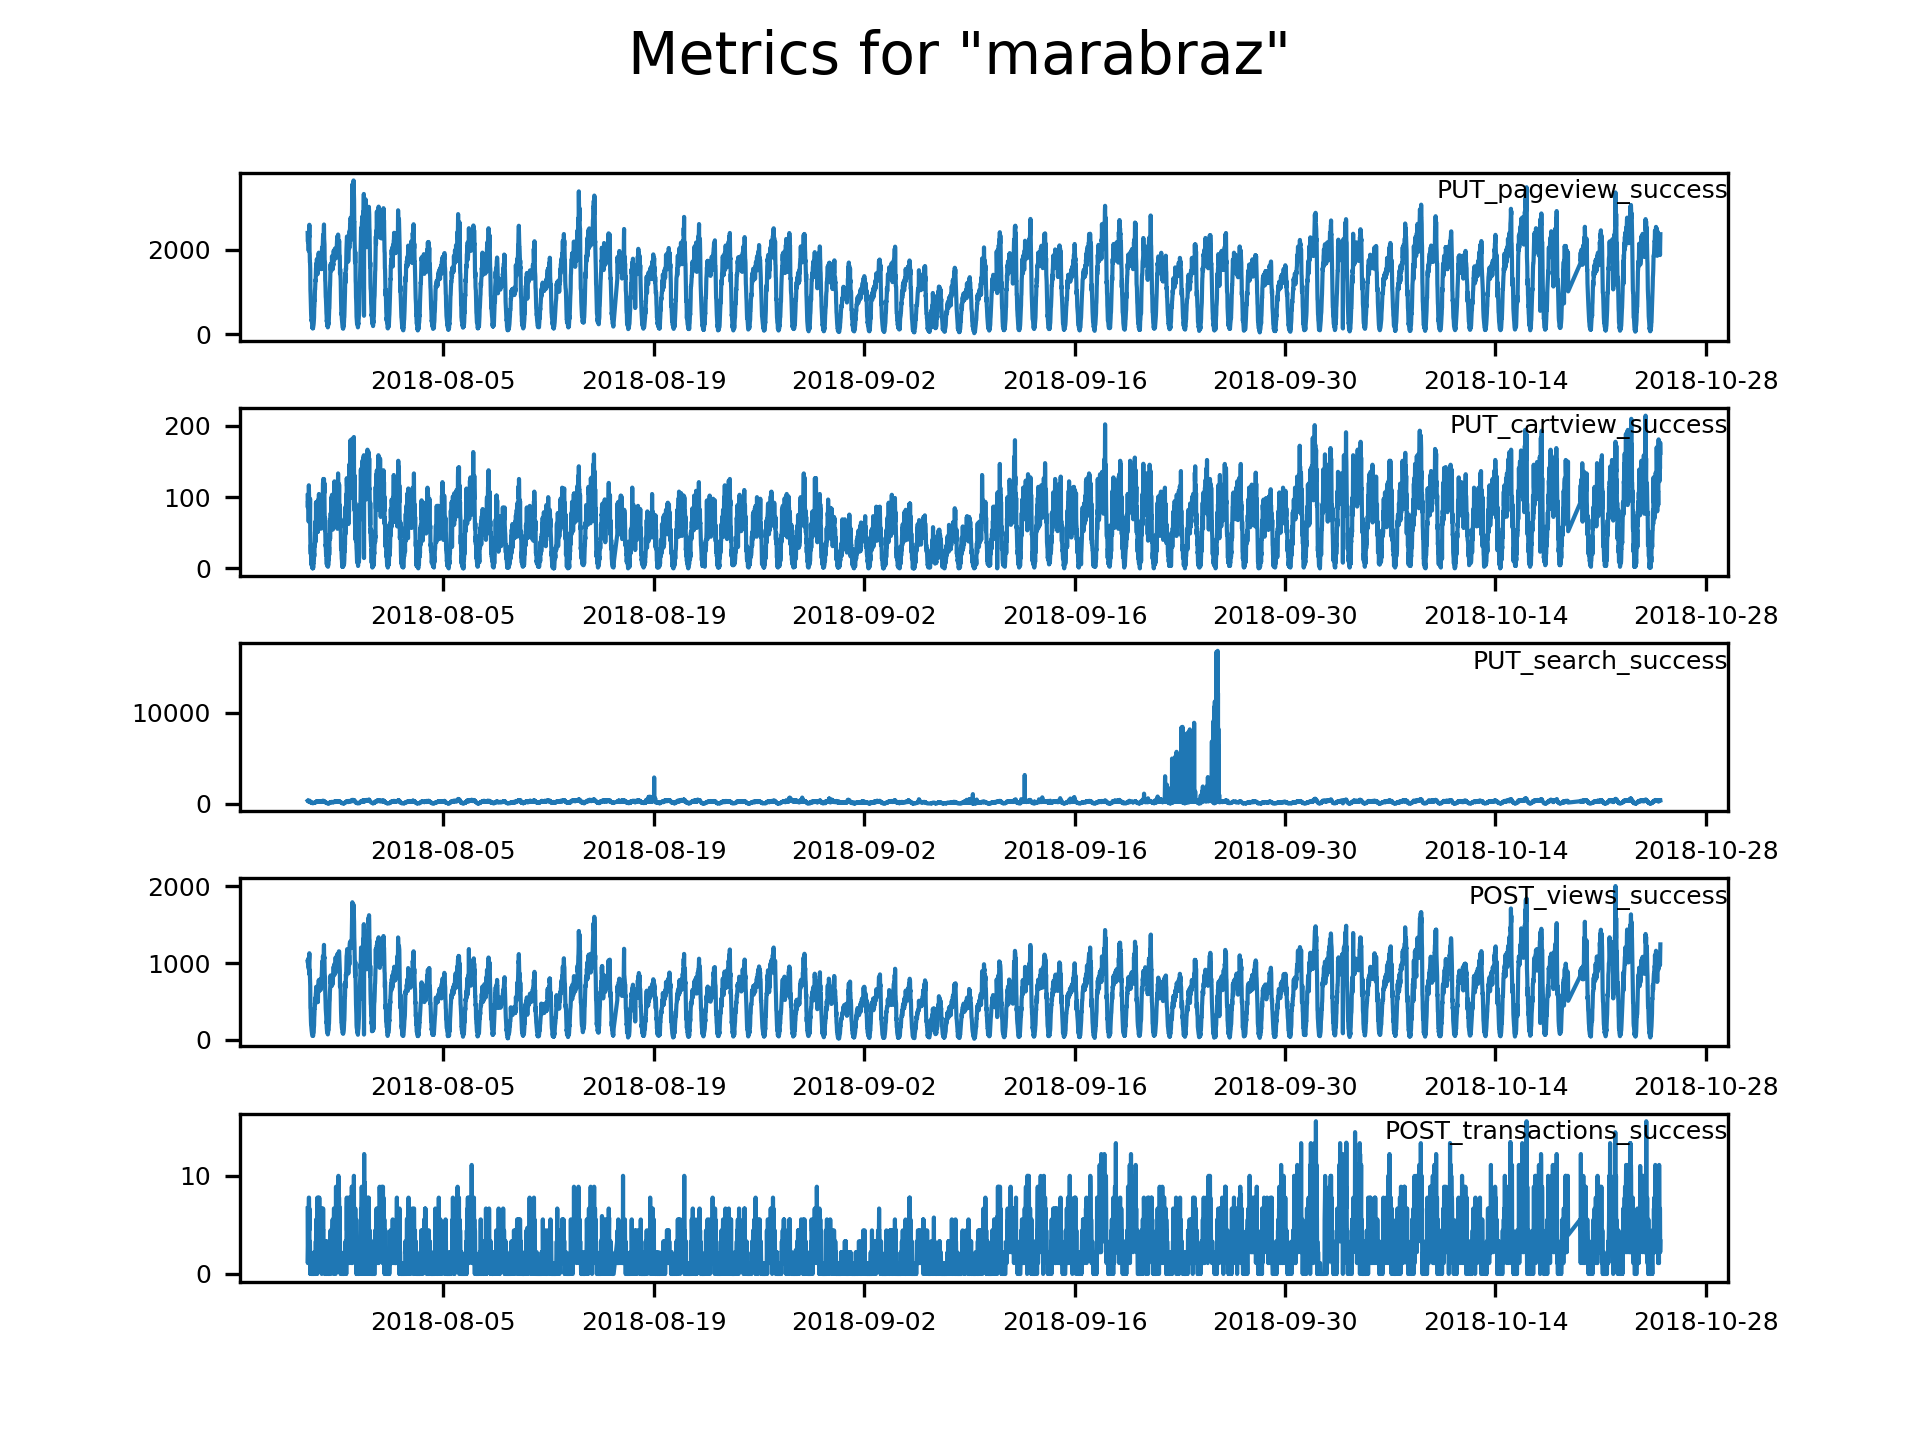 Metrics for "marabraz"
PUT_pageview_success
2000
0
2018-08-05 2018-08-19 2018-09-02 2018-09-16 2018-09-30 2018-10-14 2018-10-28
PUT_cartview_success
200
100
0
2018-08-05 2018-08-19 2018-09-02 2018-09-16 2018-09-30 2018-10-14 2018-10-28
PUT_search_success
10000
0
2018-08-05 2018-08-19 2018-09-02 2018-09-16 2018-09-30 2018-10-14 2018-10-28
2000
POST_views_success
1000
0
2018-08-05 2018-08-19 2018-09-02 2018-09-16 2018-09-30 2018-10-14 2018-10-28
POST_transactions_success
10
0
2018-08-05 2018-08-19 2018-09-02 2018-09-16 2018-09-30 2018-10-14 2018-10-28